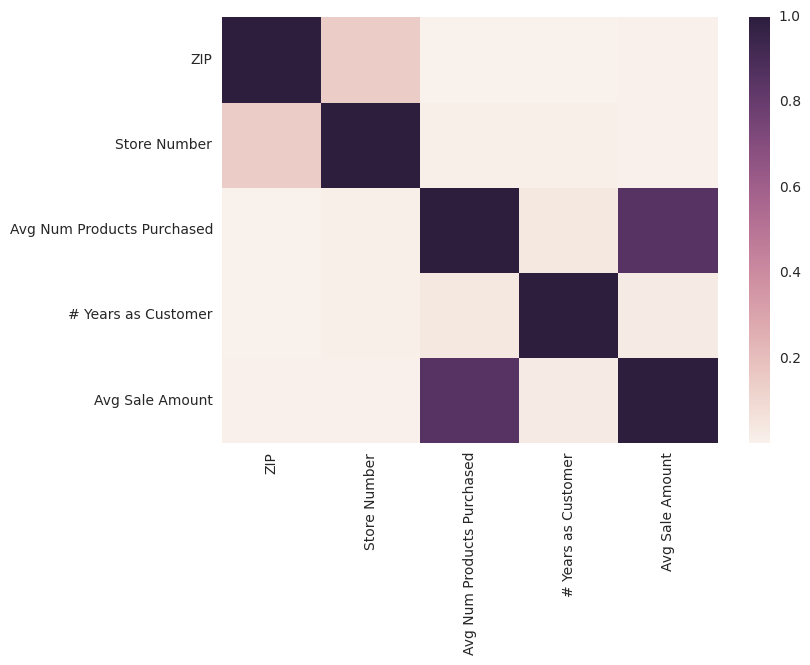 ZIP
Store Number
Avg Num Products Purchased
# Years as Customer
Avg Sale Amount
ZIP
Store Number
Avg Num Products Purchased
# Years as Customer
Avg Sale Amount
1.0
0.8
0.6
0.4
0.2